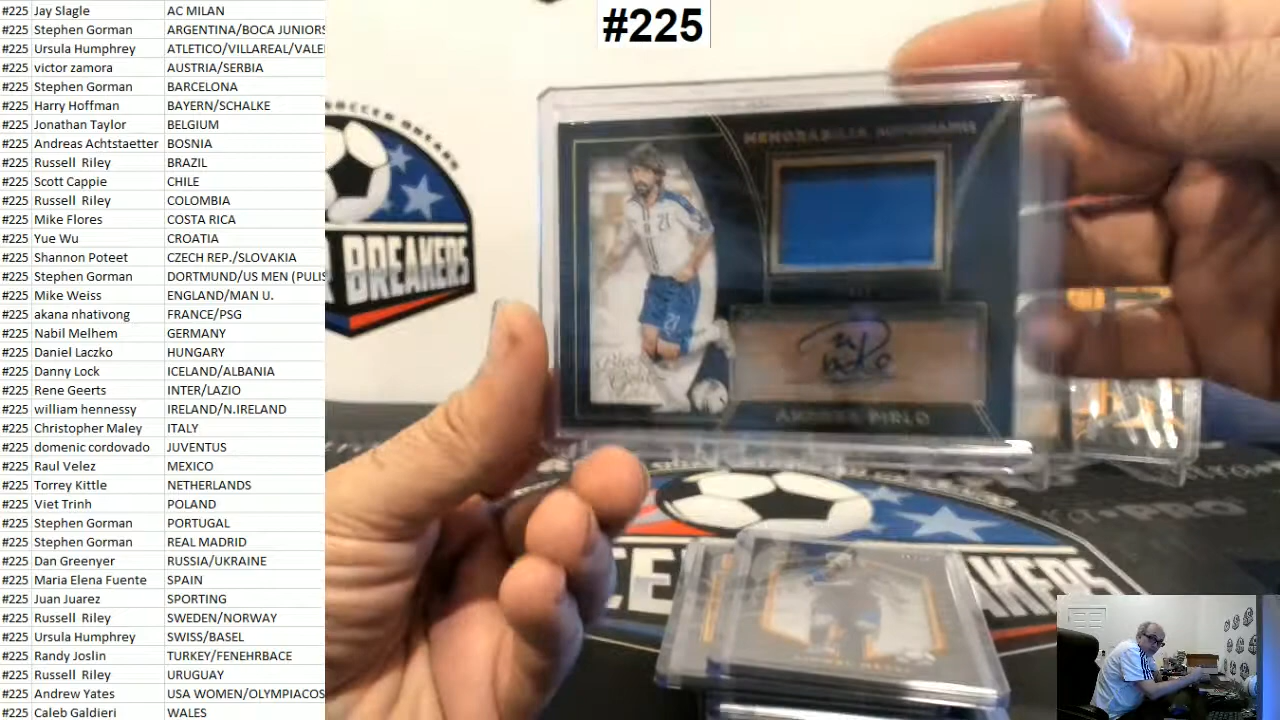 #225 Jay Slagle AC MILAN
#225 Stephen Gorman ARGENTINA/BOCA JUNIORS
#225 Ursula Humphrey ATLETICO/VILLAREAL/VALE
#225 victor zamora AUSTRIA/SERBIA
#225 Stephen Gorman BARCELONA
#225 Harry Hoffman BAYERN/SCHALKE
#225 Jonathan Taylor BELGIUM
#225 Andreas Achtstaetter BOSNIA
#225 Russell Riley BRAZIL
#225 Scott Cappie CHILE
#225 Russell Riley COLOMBIA
#225 Mike Flores COSTA RICA
#225 Yue Wu CROATIA
#225 Shannon Poteet CZECH REP./SLOVAKIA
#225 Stephen Gorman DORTMUND/US MEN (PULIS
#225 Mike Weiss ENGLAND/MAN U.
#225 akana nhativong FRANCE/PSG
#225 Nabil Melhem GERMANY
#225 Daniel Laczko HUNGARY
#225 Danny Lock ICELAND/ALBANIA
#225 Rene Geerts INTER/LAZIO
#225 william hennessy IRELAND/N.IRELAND
#225 Christopher Maley ITALY
#225 domenic cordovado JUVENTUS
#225 Raul Velez MEXICO
#225 Torrey Kittle NETHERLANDS
#225 Viet Trinh POLAND
#225 Stephen Gorman PORTUGAL
#225 Stephen Gorman REAL MADRID
#225 Dan Greenyer RUSSIA/UKRAINE
#225 Maria Elena Fuente SPAIN
#225 Juan Juarez SPORTING
#225 Russell Riley SWEDEN/NORWAY
#225 Ursula Humphrey SWISS/BASEL
#225 Randy Joslin TURKEY/FENEHRBACE
#225 Russell Riley URUGUAY
#225 Andrew Yates USA WOMEN/OLYMPIACOS
#225 Caleb Galdieri WALES
#225
SOCCER BREAKS
BREAKERS
MEMORABILIA AUTOGRAPHS
21
21
ANDREA PIRLO
AKERS
PRO